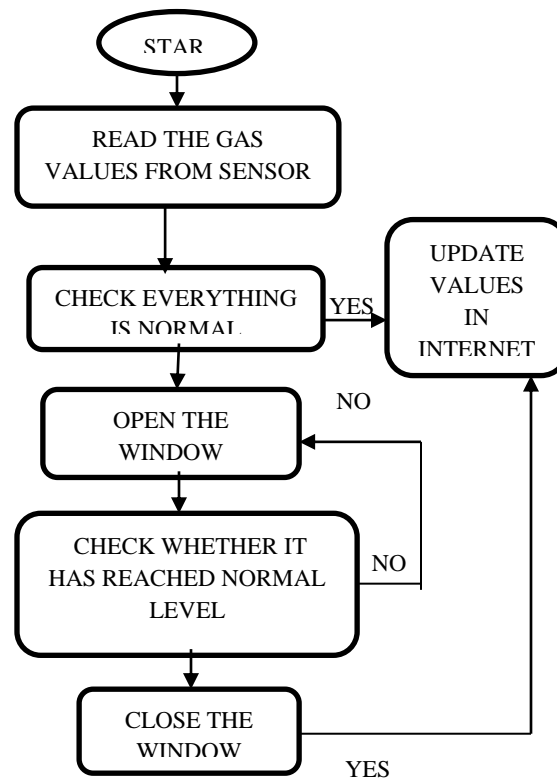 STAR
READ THE GAS
VALUES FROM SENSOR
CHECK EVERYTHING
IS NORMAL
YES
UPDATE
VALUES
IN
INTERNET
OPEN THE
WINDOW
NO
CHECK WHETHER IT
HAS REACHED NORMAL
LEVEL
NO
CLOSE THE
WINDOW
YES